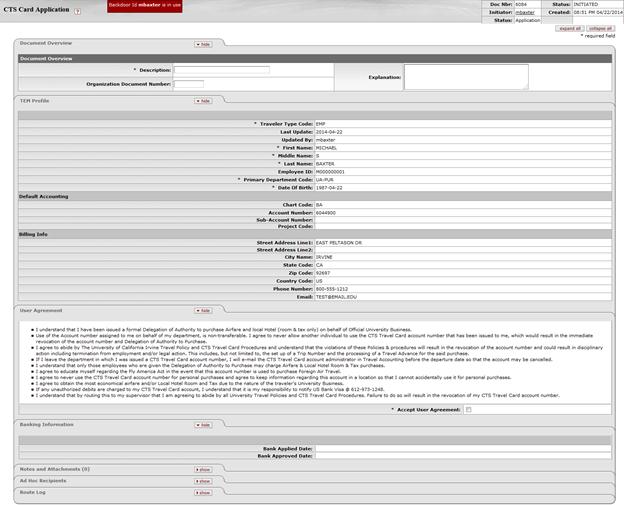 CTS Card Application ?
Backdoor Id mbaxter is in use
Doc Nbr: 6084 Status: INITIATED
Initiator: mbaxter Created: 08:51 PM 04/22/2014
Status: Application
expand all collapse all
* required field
Document Overview hide
Document Overview
* Description: Explanation:
Organization Document Number:
TEM Profile hide
* Traveler Type Code: EMP
Last Update: 2014-04-22
Updated By: mbaxter
* First Name: MICHAEL
* Middle Name: S
* Last Name: BAXTER
Employee ID: M00000001
* Primary Department Code: UA-PUR
* Date Of Birth: 1987-04-22
Default Accounting
Chart Code: BA
Account Number: 6044900
Sub-Account Number:
Project Code:
Billing Info
Street Address Line1: EAST PELTASON DR
Street Address Line2:
City Name: IRVINE
State Code: CA
Zip Code: 92697
Country Code: US
Phone Number: 800-555-1212
Email: TEST@EMAIL.EDU
User Agreement hide
I understand that I have been issued a formal Delegation of Authority to purchase Airfare and local Hotel (room & tax only) on behalf of Official University Business.
Use of the Account number assigned to me on behalf of my department, is non-transferable. I agree to never allow another individual to use the CTS Travel Card account number that has been issued to me, which would result in the immediate
revocation of the account number and Delegation of Authority to Purchase.
I agree to abide by The University of California Irvine Travel Policy and CTS Travel Card Procedures and understand that the violations of these Policies & procedures will result in the revocation of the account number and could result in disciplinary
action including termination from employment and/or legal action. This includes, but not limited to, the set up of a Trip Number and the processing of a Travel Advance for the said purchase.
If I leave the department in which I was issued a CTS Travel Card account number, I will e-mail the CTS Travel Card account administrator in Travel Accounting before the departure date so that the account may be cancelled.
I understand that only those employees who are given the Delegation of Authority to Purchase may charge Airfare & Local Hotel Room & Tax purchases.
I agree to educate myself regarding the Fly America Act in the event that this account number is used to purchase Foreign Air Travel.
I agree to never use the CTS Travel Card account number for personal purchases and agree to keep information regarding this account in a location so that I cannot accidentally use it for personal purposes.
I agree to obtain the most economical airfare and/or Local Hotel Room and Tax due to the nature of the traveler's University Business.
If any unauthorized debits are charged to my CTS Travel Card account, I understand that it is my responsibility to notify US Bank Visa @ 612-973-1248.
I understand that by routing this to my supervisor that I am agreeing to abide by all University Travel Policies and CTS Travel Card Procedures. Failure to do so will result in the revocation of my CTS Travel Card account number.
* Accept User Agreement:
Banking Information hide
Bank Applied Date:
Bank Approved Date:
Notes and Attachments (0) show
Ad Hoc Recipients show
Route Log show